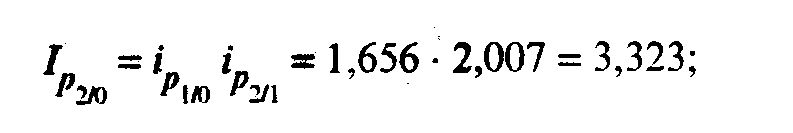 I_{p_{2/0}} = i_{p_{1/0}} i_{p_{2/1}} = 1,656 · 2,007 = 3,323;